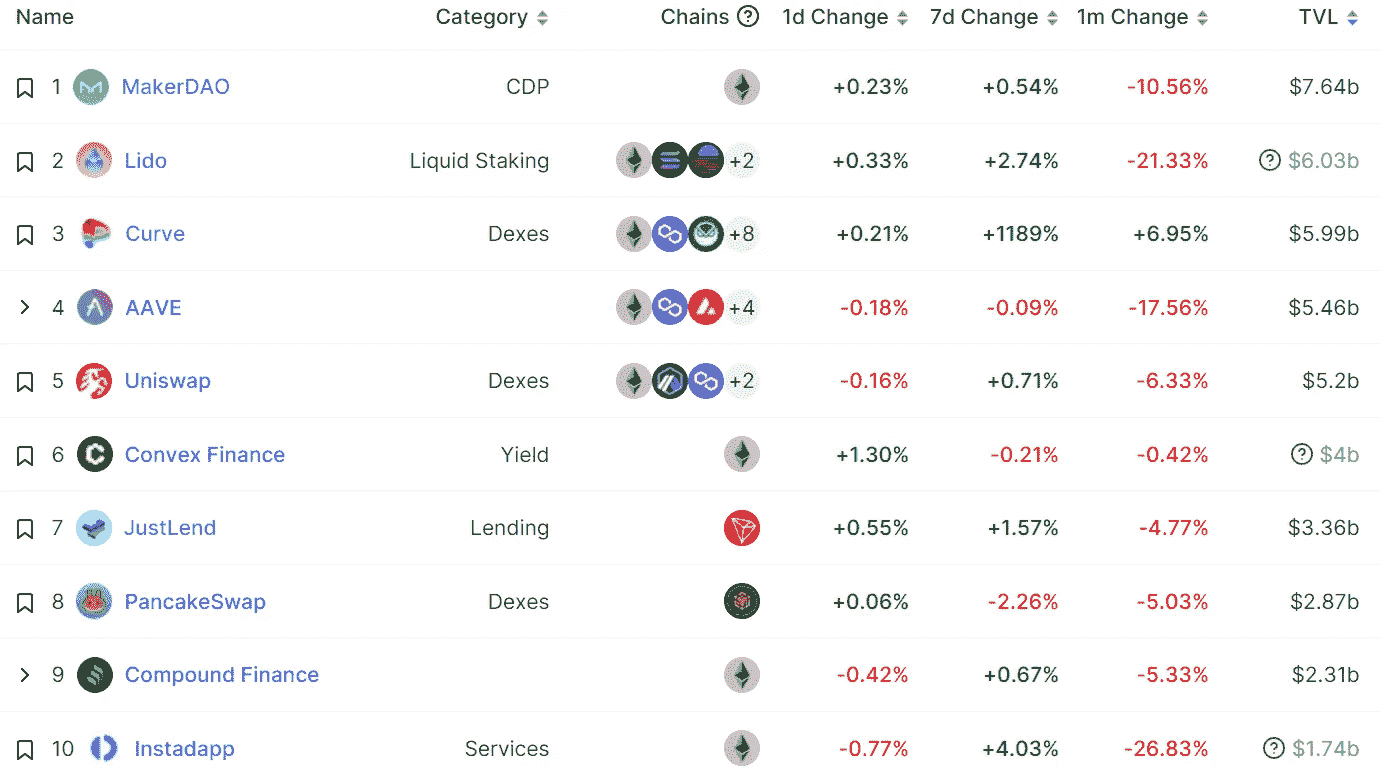 Name Category Chains ? 1d Change 7d Change 1m Change TVL
1 MakerDAO CDP +0.23% +0.54% -10.56% $7.64b
2 Lido Liquid Staking +2 +0.33% +2.74% -21.33% ? $6.03b
3 Curve Dexes +8 +0.21% +1189% +6.95% $5.99b
4 AAVE +4 -0.18% -0.09% -17.56% $5.46b
5 Uniswap Dexes +2 -0.16% +0.71% -6.33% $5.2b
6 Convex Finance Yield +1.30% -0.21% -0.42% ? $4b
7 JustLend Lending +0.55% +1.57% -4.77% $3.36b
8 PancakeSwap Dexes +0.06% -2.26% -5.03% $2.87b
9 Compound Finance -0.42% +0.67% -5.33% $2.31b
10 Instadapp Services -0.77% +4.03% -26.83% ? $1.74b